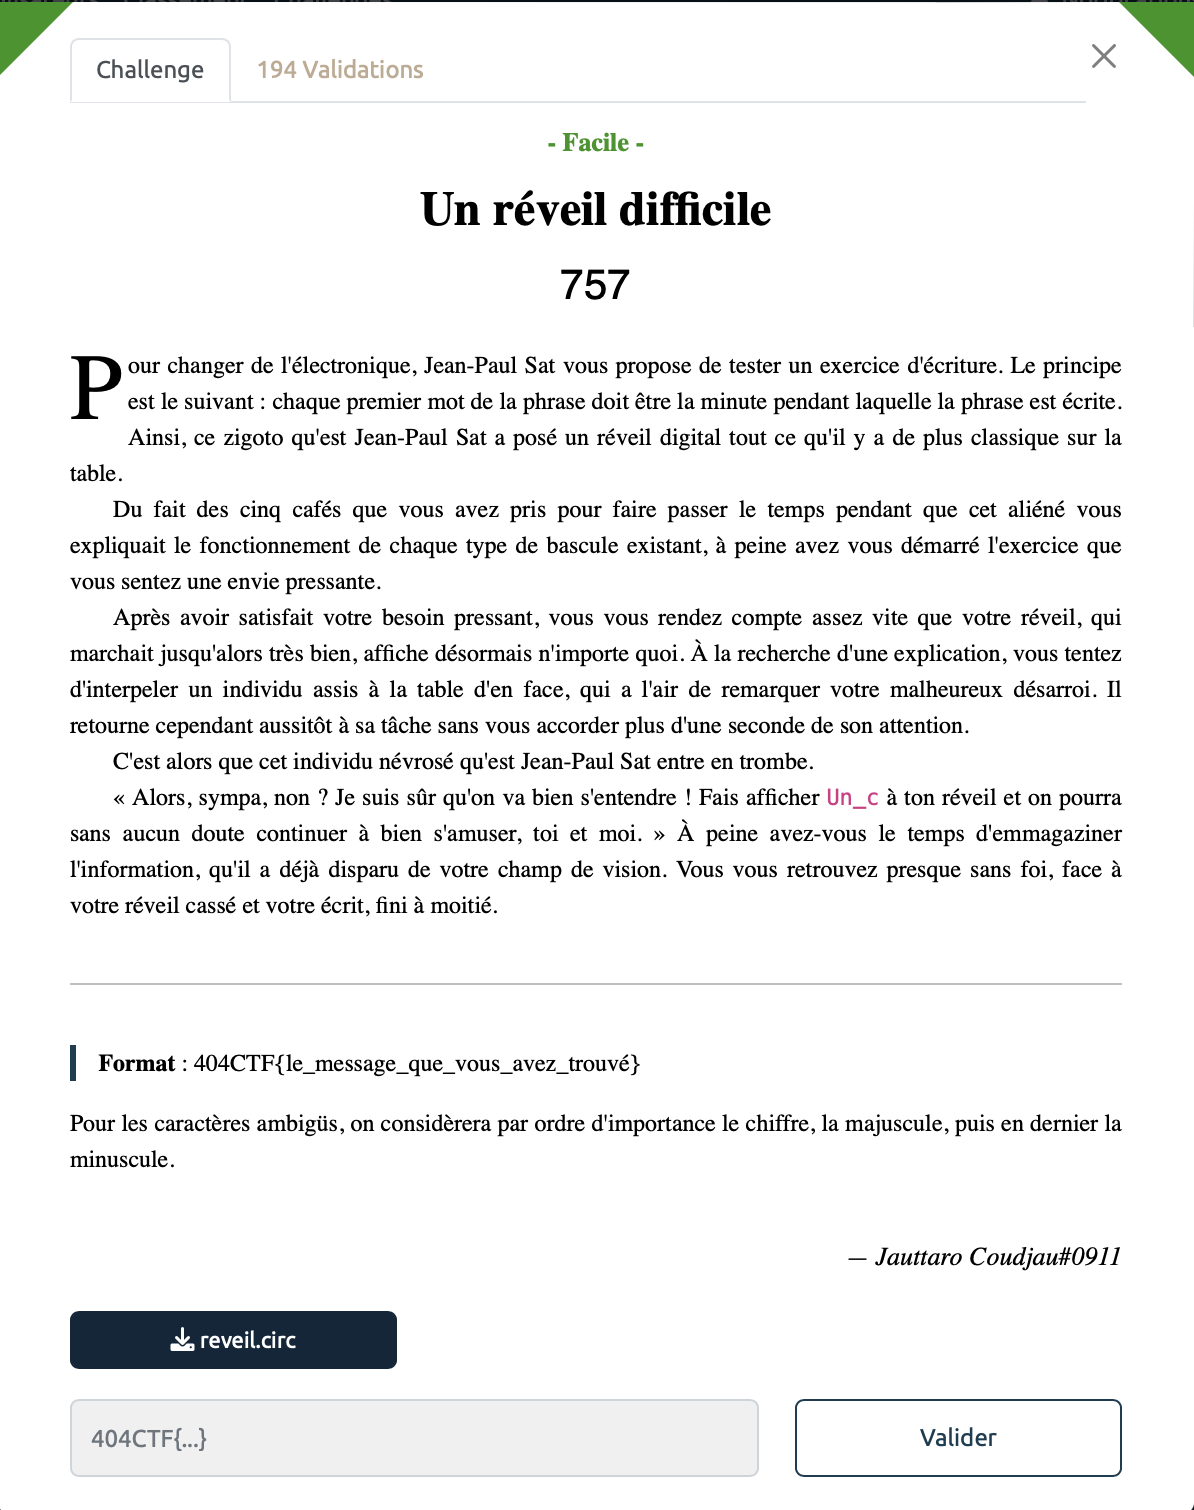 Challenge
194 Validations
- Facile -
Un réveil difficile
757
Pour changer de l'électronique, Jean-Paul Sat vous propose de tester un exercice d'écriture. Le principe
est le suivant : chaque premier mot de la phrase doit être la minute pendant laquelle la phrase est écrite.
Ainsi, ce zigoto qu'est Jean-Paul Sat a posé un réveil digital tout ce qu'il y a de plus classique sur la
table.
Du fait des cinq cafés que vous avez pris pour faire passer le temps pendant que cet aliéné vous
expliquait le fonctionnement de chaque type de bascule existant, à peine avez vous démarré l'exercice que
vous sentez une envie pressante.
Après avoir satisfait votre besoin pressant, vous vous rendez compte assez vite que votre réveil, qui
marchait jusqu'alors très bien, affiche désormais n'importe quoi. À la recherche d'une explication, vous tentez
d'interpeler un individu assis à la table d'en face, qui a l'air de remarquer votre malheureux désarroi. Il
retourne cependant aussitôt à sa tâche sans vous accorder plus d'une seconde de son attention.
C'est alors que cet individu névrosé qu'est Jean-Paul Sat entre en trombe.
« Alors, sympa, non ? Je suis sûr qu'on va bien s'entendre ! Fais afficher Un_c à ton réveil et on pourra
sans aucun doute continuer à bien s'amuser, toi et moi. » À peine avez-vous le temps d'emmagaziner
l'information, qu'il a déjà disparu de votre champ de vision. Vous vous retrouvez presque sans foi, face à
votre réveil cassé et votre écrit, fini à moitié.
Format : 404CTF{le_message_que_vous_avez_trouvé}
Pour les caractères ambigüs, on considèrera par ordre d'importance le chiffre, la majuscule, puis en dernier la
minuscule.
— Jauttaro Coudjau#0911
reveil.circ
404CTF{...}
Valider